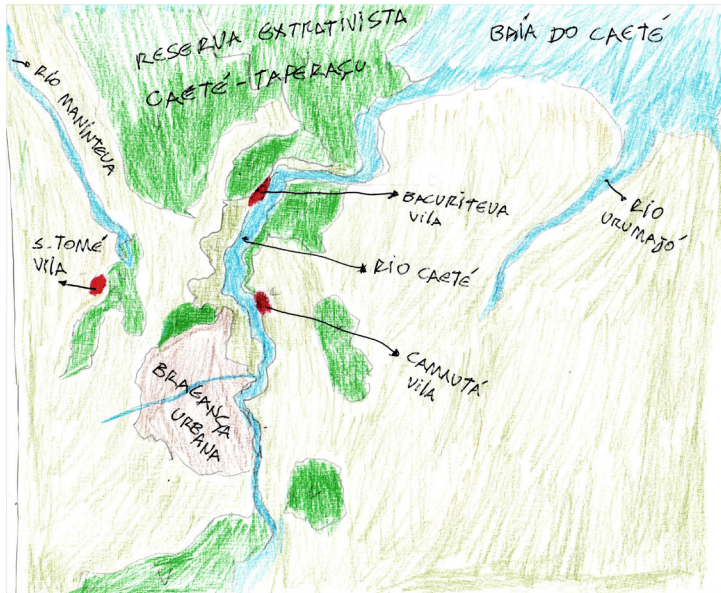 RESERVA EXTRATIVISTA
CAETÉ-TAPERAÇU
BAÍA DO CAETÉ
RIO MANINTEUA
BACURITEUA
VILA
RIO
URUMAJÓ
S. TOMÉ
VILA
RIO CAETÉ
CAMUTÁ
VILA
BRAGANÇA
URBANA